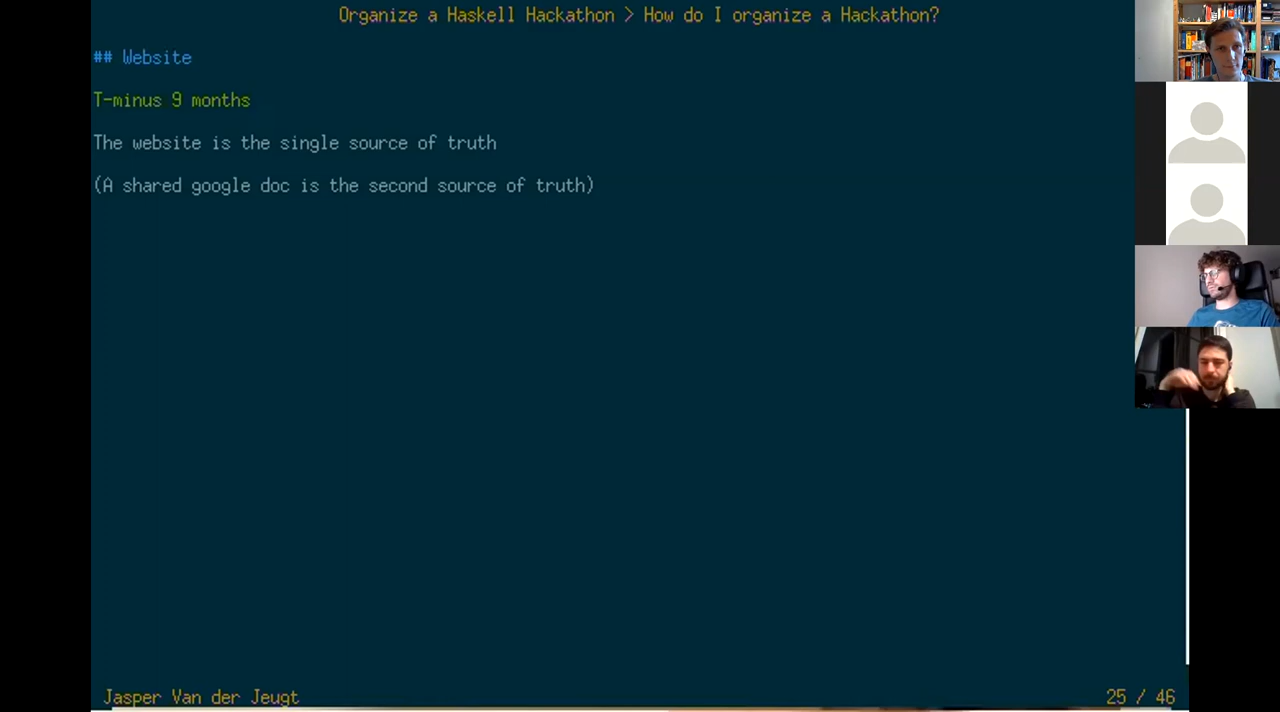 Organize a Haskell Hackathon > How do I organize a Hackathon?
## Website
T-minus 9 months
The website is the single source of truth
(A shared google doc is the second source of truth)
Jasper Van der Jeugt
25 / 46